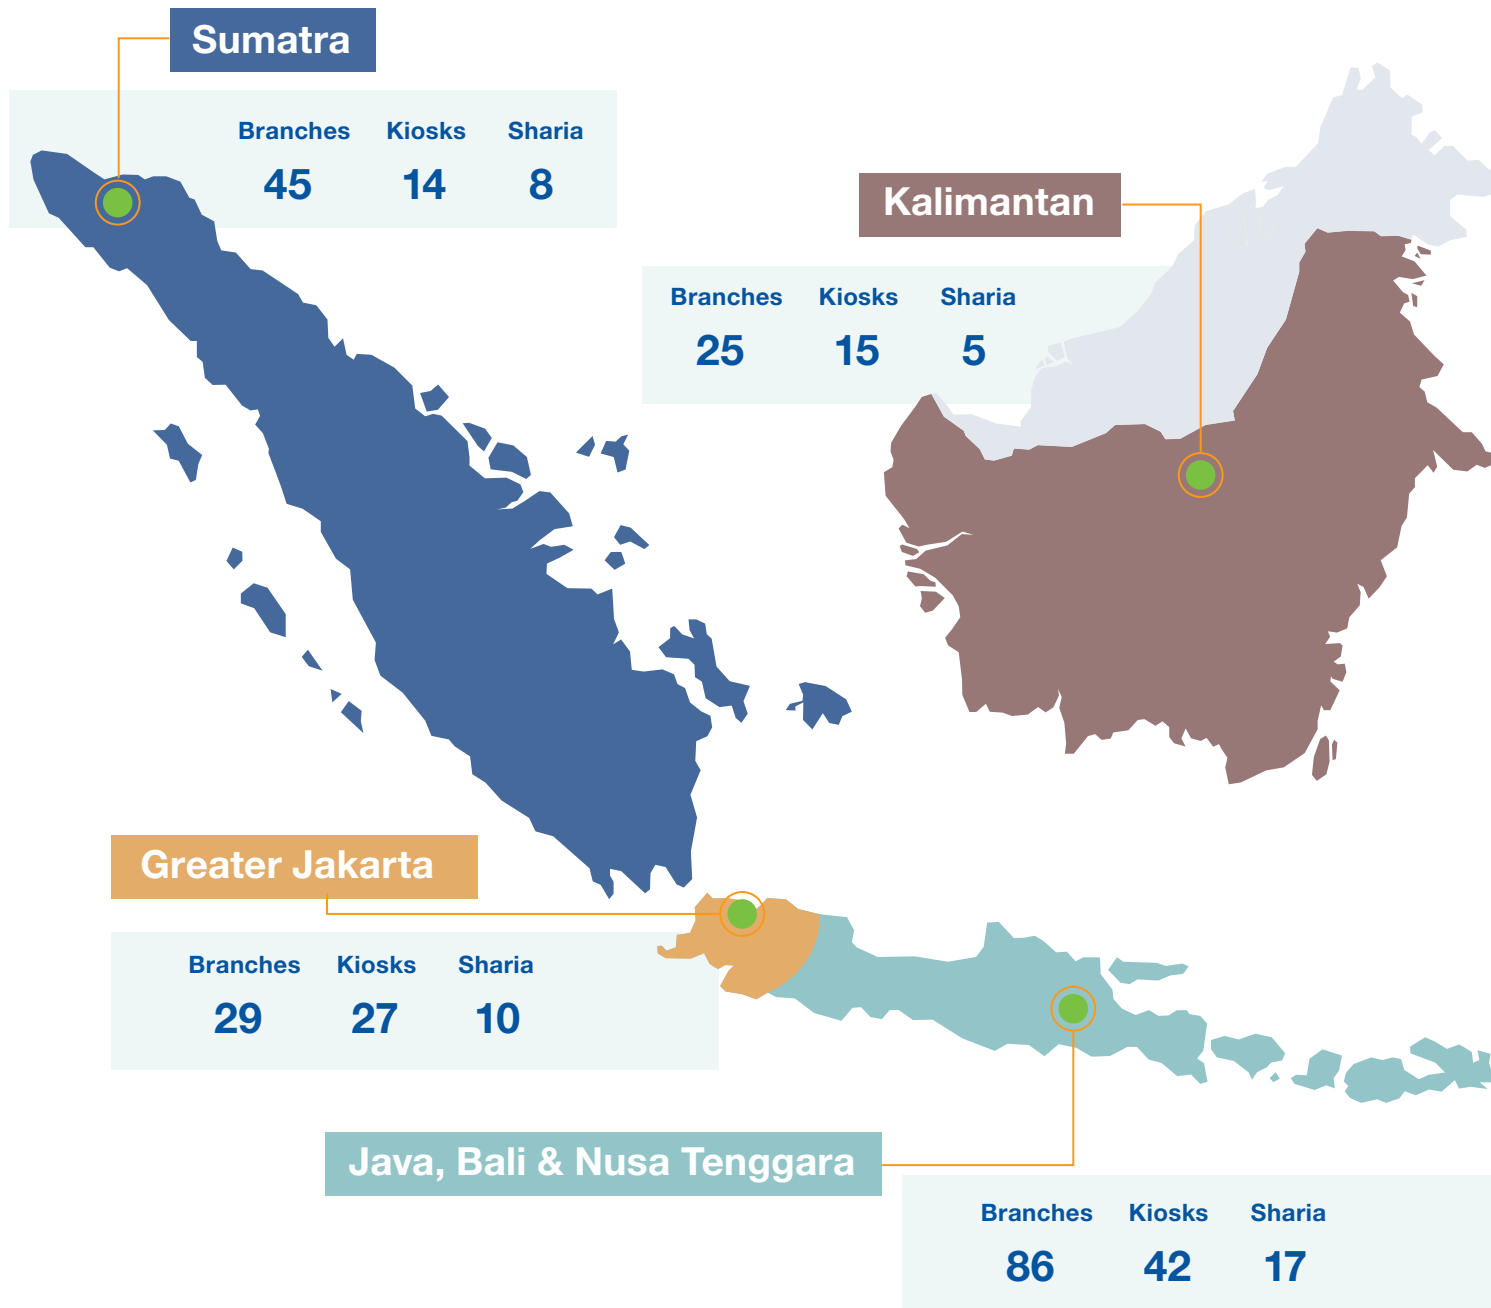 Sumatra
Branches Kiosks Sharia
45 14 8
Kalimantan
Branches Kiosks Sharia
25 15 5
Greater Jakarta
Branches Kiosks Sharia
29 27 10
Java, Bali & Nusa Tenggara
Branches Kiosks Sharia
86 42 17